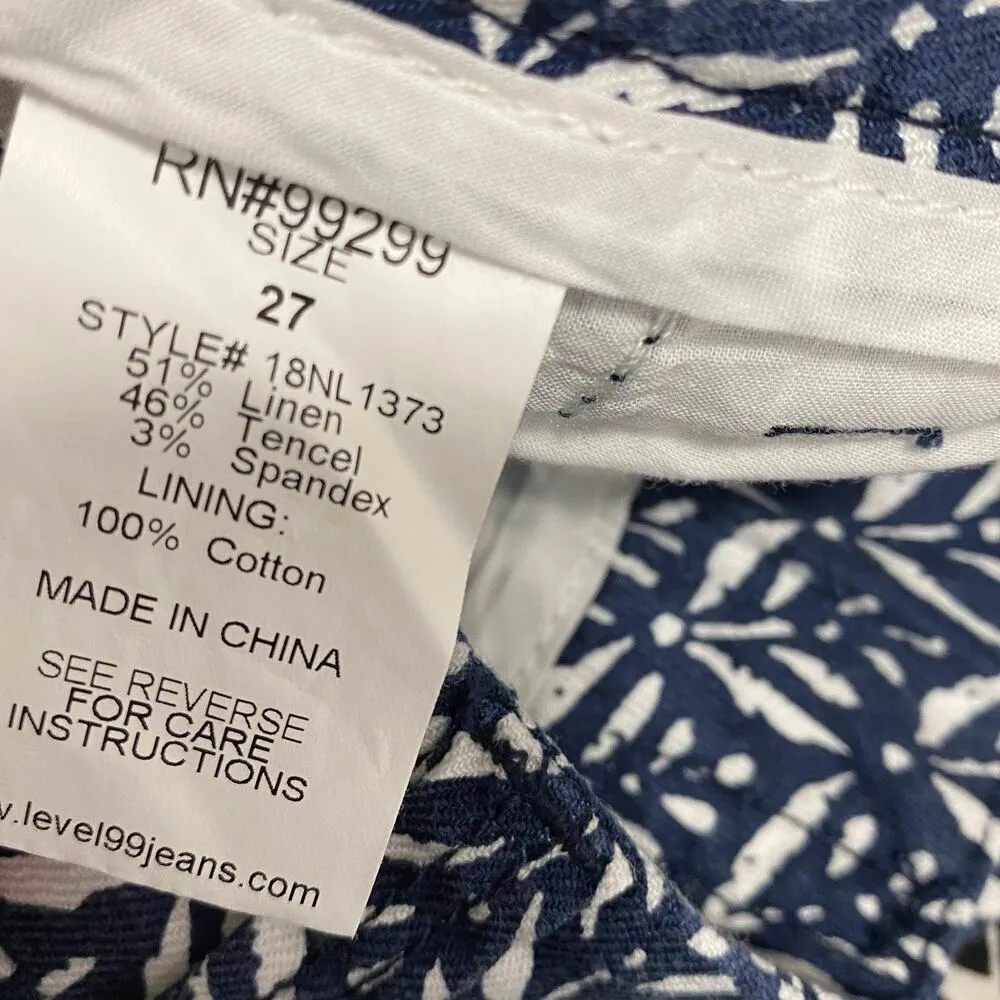 RN#99299
SIZE
27
STYLE# 18NL1373
51% Linen
46% Tencel
3% Spandex
LINING:
100% Cotton
MADE IN CHINA
SEE REVERSE
FOR CARE
INSTRUCTIONS
.level99jeans.com